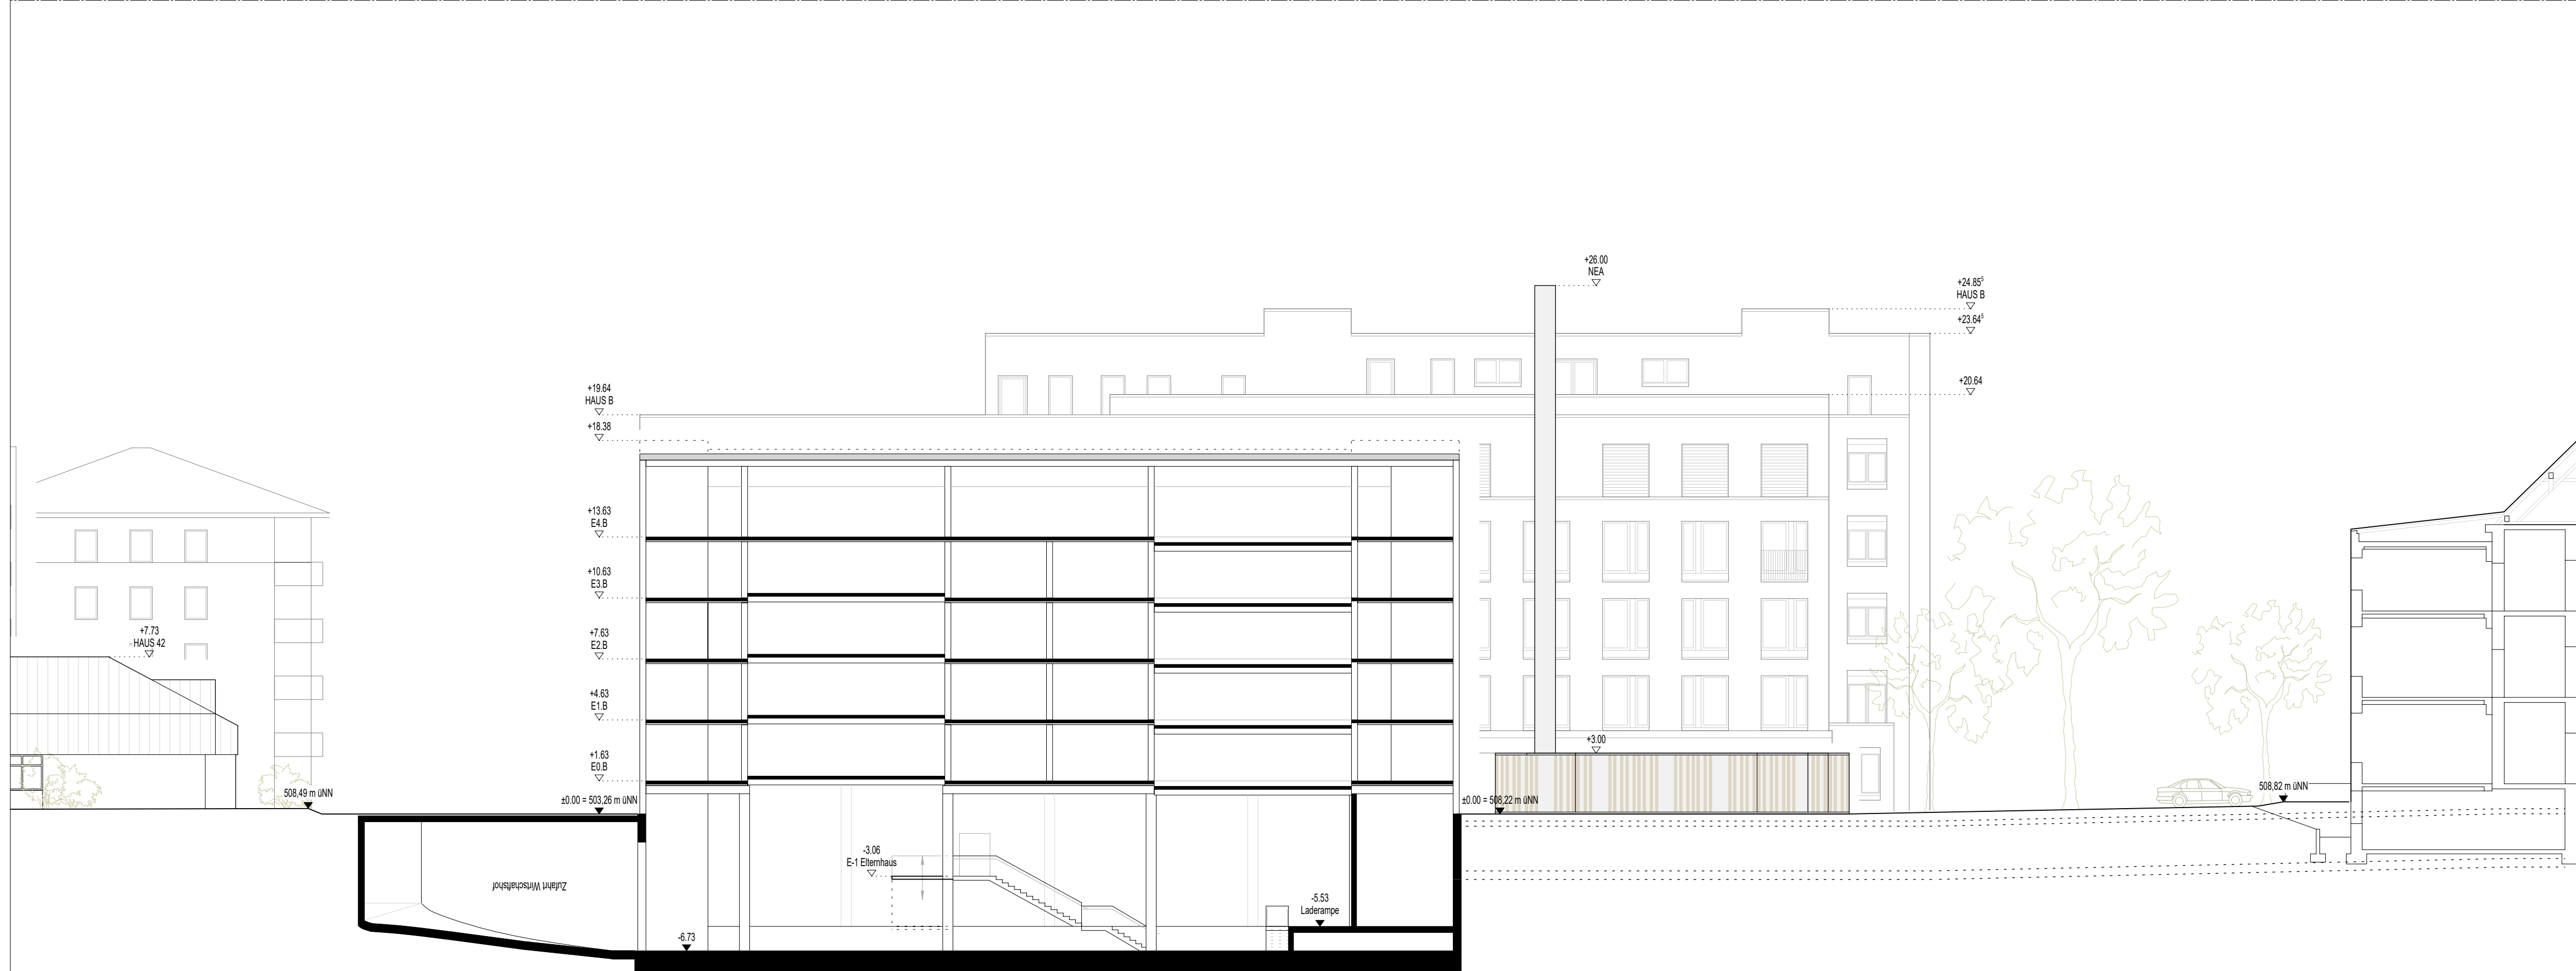 +26.00
NEA
+24.85⁵
HAUS B
+23.64⁵
+20.64
+19.64
HAUS B
+18.38
+13.63
E4.B
+10.63
E3.B
+7.63
E2.B
+4.63
E1.B
+1.63
E0.B
+7.73
HAUS 42
508,49 m üNN
±0.00 = 503,26 m üNN
+3.00
±0.00 = 508,22 m üNN
508,82 m üNN
-3.06
E-1 Elternhaus
Zufahrt Wirtschaftshof
-5.53
Laderampe
-6.73